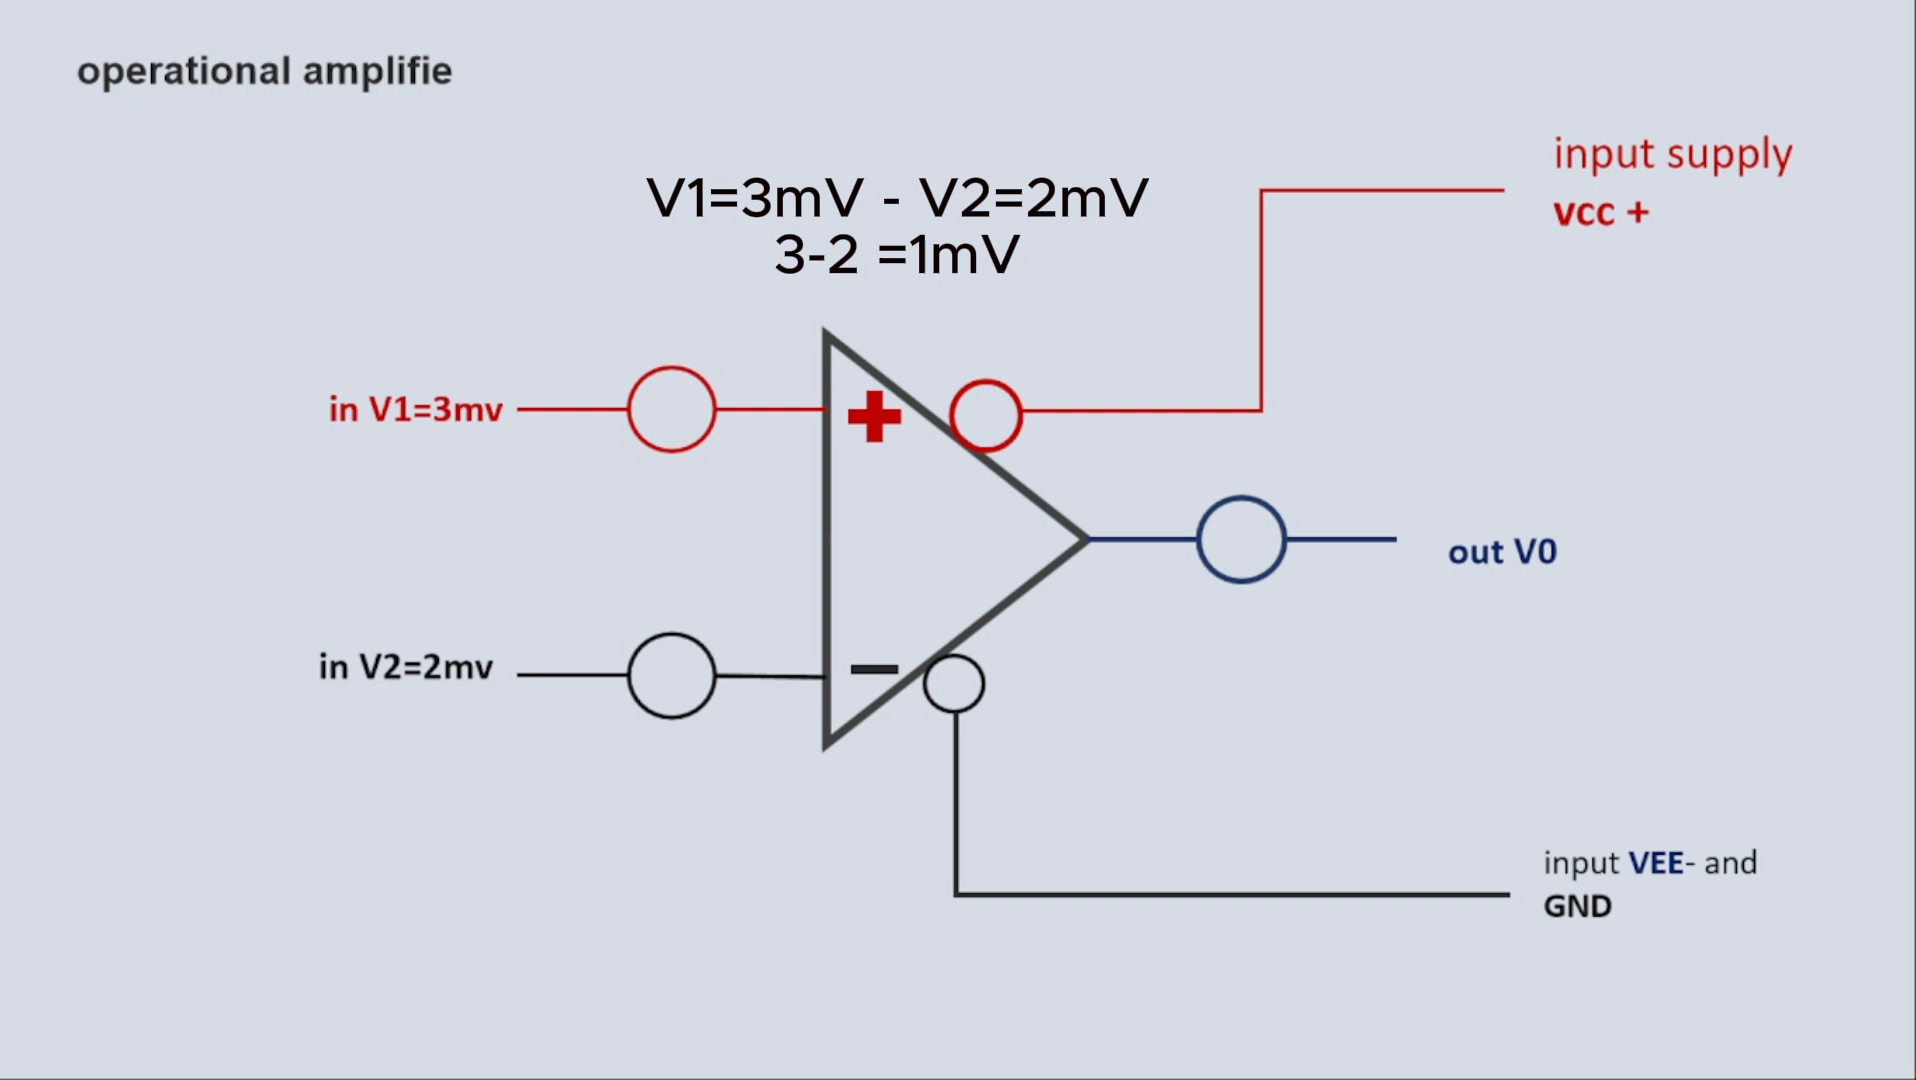 operational amplifie
V1=3mV - V2=2mV
3-2 =1mV
input supply
vcc +
in V1=3mv
+
out V0
in V2=2mv
-
input VEE- and
GND